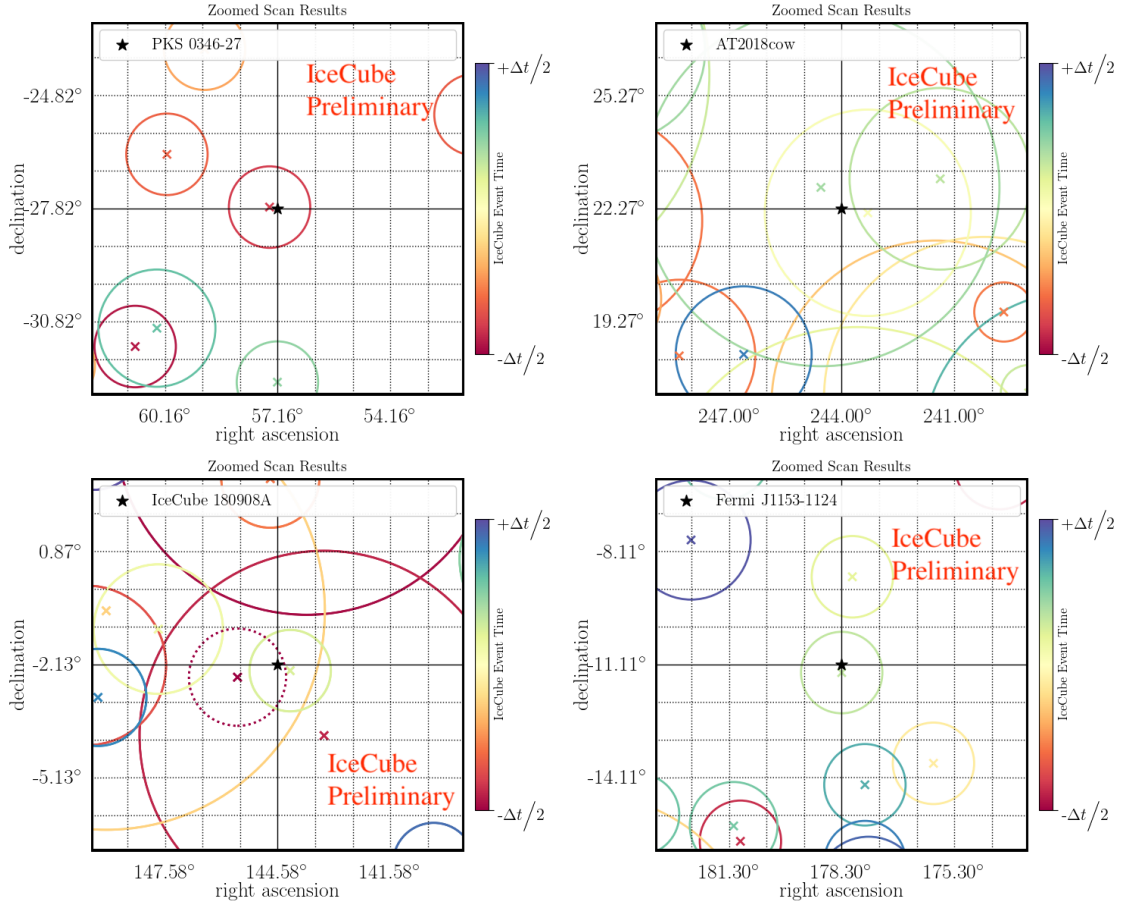 Zoomed Scan Results
PKS 0346-27
IceCube
Preliminary
-24.82°
-27.82°
-30.82°
declination
60.16°
57.16°
54.16°
right ascension
+Δt/2
IceCube Event Time
-Δt/2
Zoomed Scan Results
AT2018cow
IceCube
Preliminary
25.27°
22.27°
19.27°
declination
247.00°
244.00°
241.00°
right ascension
+Δt/2
IceCube Event Time
-Δt/2
Zoomed Scan Results
IceCube 180908A
0.87°
-2.13°
-5.13°
declination
IceCube
Preliminary
147.58°
144.58°
141.58°
right ascension
+Δt/2
IceCube Event Time
-Δt/2
Zoomed Scan Results
Fermi J1153-1124
IceCube
Preliminary
-8.11°
-11.11°
-14.11°
declination
181.30°
178.30°
175.30°
right ascension
+Δt/2
IceCube Event Time
-Δt/2